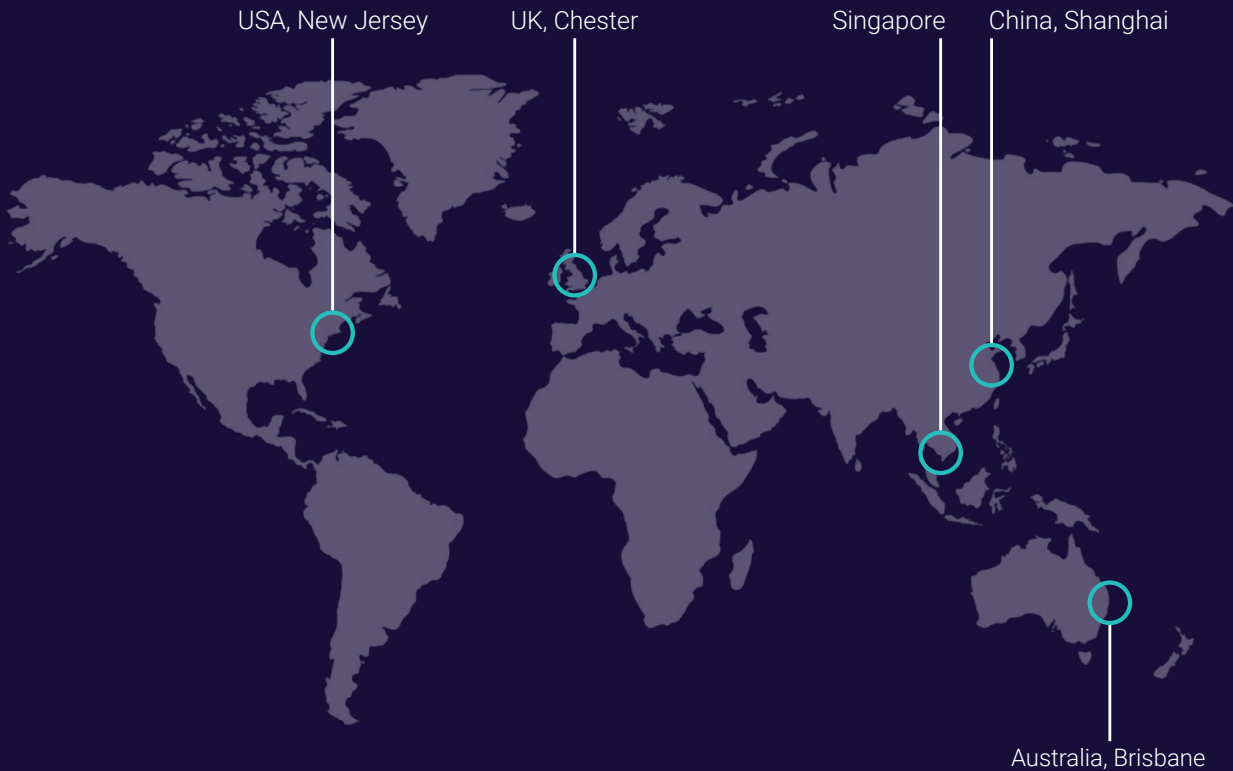 USA, New Jersey
UK, Chester
Singapore
China, Shanghai
Australia, Brisbane